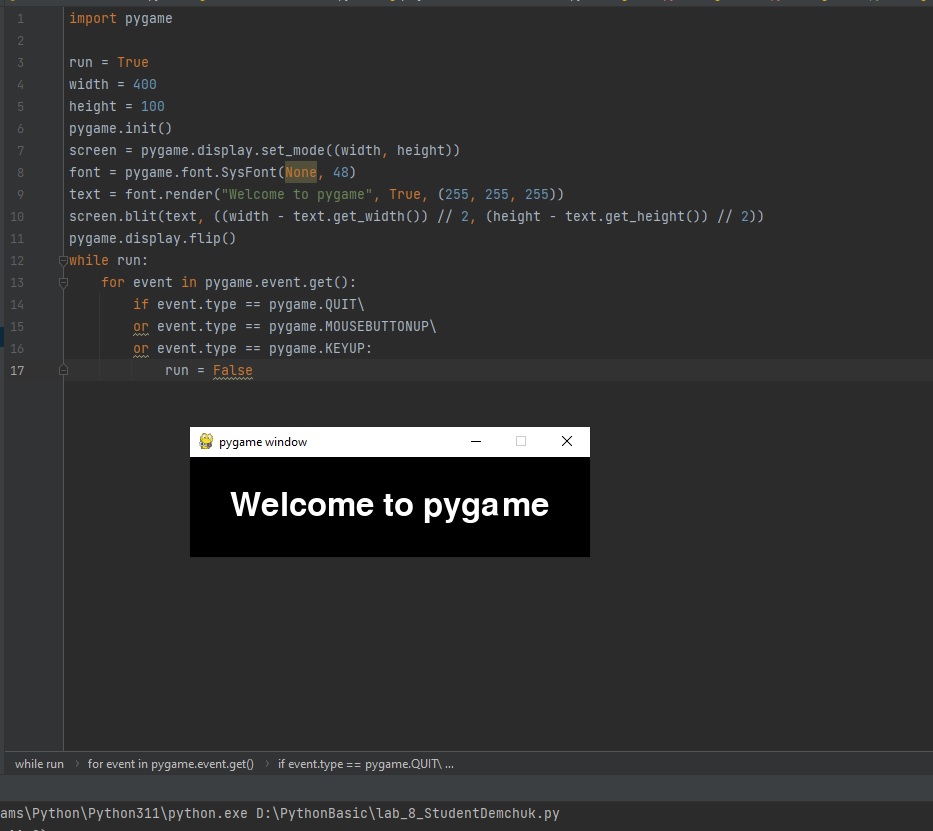 1 import pygame
2
3 run = True
4 width = 400
5 height = 100
6 pygame.init()
7 screen = pygame.display.set_mode((width, height))
8 font = pygame.font.SysFont(None, 48)
9 text = font.render("Welcome to pygame", True, (255, 255, 255))
10 screen.blit(text, ((width - text.get_width()) // 2, (height - text.get_height()) // 2))
11 pygame.display.flip()
12 while run:
13     for event in pygame.event.get():
14         if event.type == pygame.QUIT\
15         or event.type == pygame.MOUSEBUTTONUP\
16         or event.type == pygame.KEYUP:
17             run = False
pygame window
Welcome to pygame
while run › for event in pygame.event.get() › if event.type == pygame.QUIT\ ...
ams\Python\Python311\python.exe D:\PythonBasic\lab_8_StudentDemchuk.py